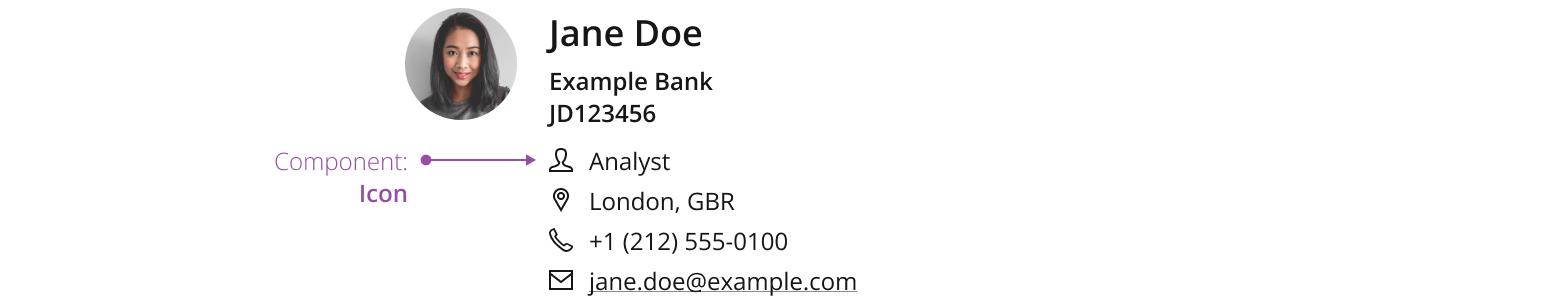 Jane Doe
Example Bank
JD123456
Component:
Icon
Analyst
London, GBR
+1 (212) 555-0100
jane.doe@example.com